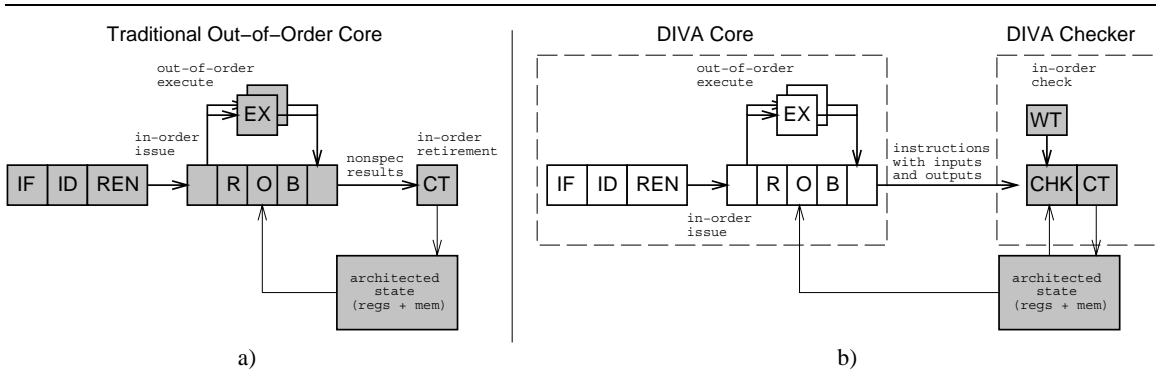 Traditional Out–of–Order Core
out-of-order
execute
EX
in-order
issue
in-order
retirement
nonspec
results
IF ID REN
R O B
CT
architected
state
(regs + mem)
a)
DIVA Core
out-of-order
execute
EX
IF ID REN
R O B
in-order
issue
instructions
with inputs
and outputs
DIVA Checker
in-order
check
WT
CHK CT
architected
state
(regs + mem)
b)